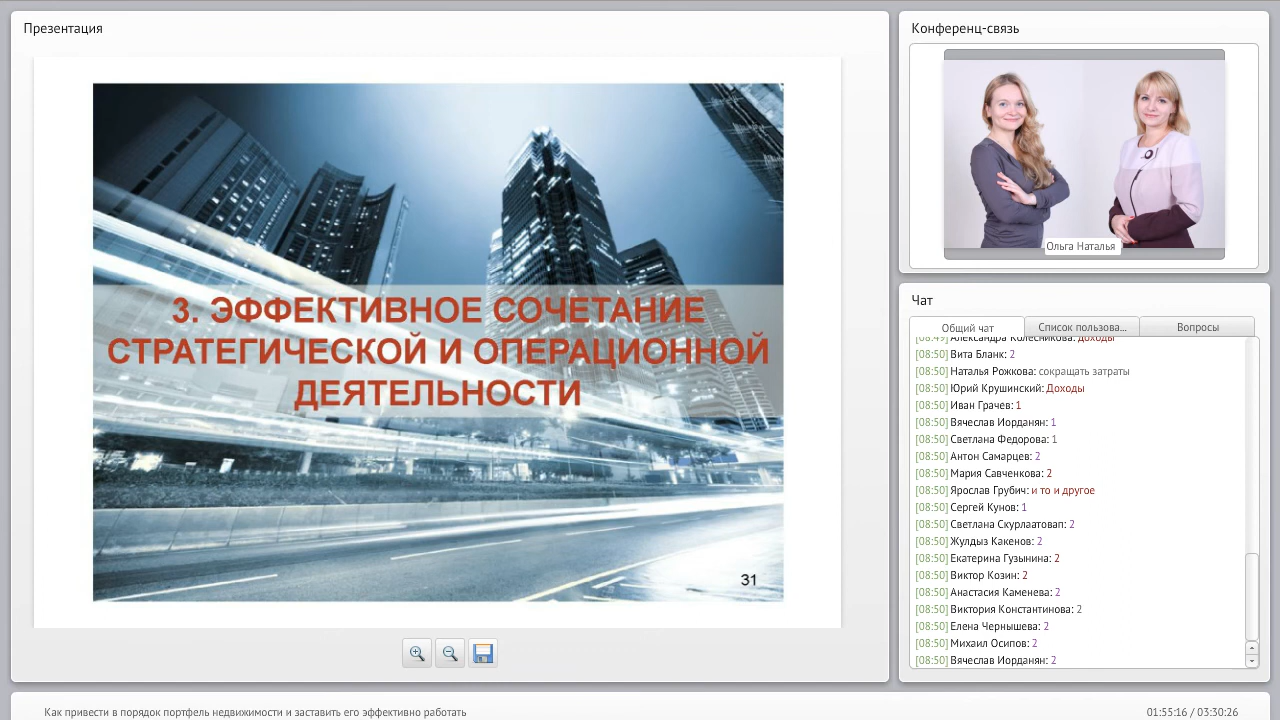 Презентация
3. ЭФФЕКТИВНОЕ СОЧЕТАНИЕ
СТРАТЕГИЧЕСКОЙ И ОПЕРАЦИОННОЙ
ДЕЯТЕЛЬНОСТИ
31
Конференц-связь
Ольга Наталья
Чат
Общий чат
Список пользова...
Вопросы
[08:49] Александра Колесникова: доходы
[08:50] Вита Бланк: 2
[08:50] Наталья Рожкова: сокращать затраты
[08:50] Юрий Крушинский: Доходы
[08:50] Иван Грачев: 1
[08:50] Вячеслав Иорданян: 1
[08:50] Светлана Федорова: 1
[08:50] Антон Самарцев: 2
[08:50] Мария Савченкова: 2
[08:50] Ярослав Грубич: и то и другое
[08:50] Сергей Кунов: 1
[08:50] Светлана Скурлаатовап: 2
[08:50] Жулдыз Какенов: 2
[08:50] Екатерина Гузынина: 2
[08:50] Виктор Козин: 2
[08:50] Анастасия Каменева: 2
[08:50] Виктория Константинова: 2
[08:50] Елена Чернышева: 2
[08:50] Михаил Осипов: 2
[08:50] Вячеслав Иорданян: 2
Как привести в порядок портфель недвижимости и заставить его эффективно работать
01:55:16 / 03:30:26